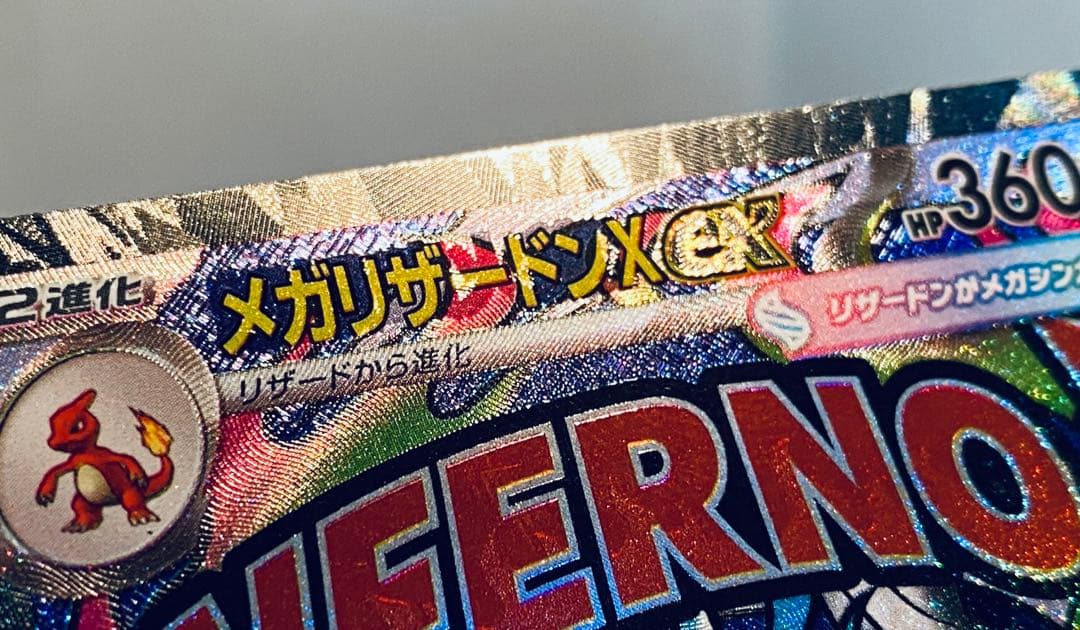 2進化
メガリザードンXex
HP360
リザードンがメガシンカ
リザードから進化
INFERNO